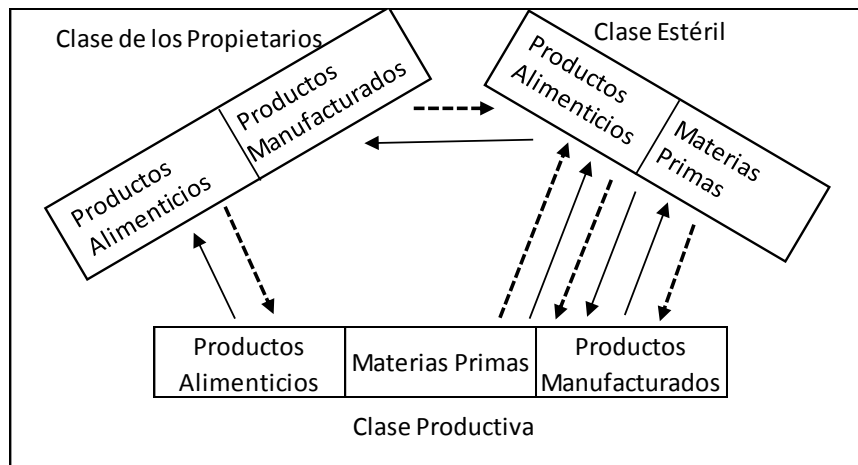 Clase de los Propietarios
Productos
Alimenticios
Productos
Manufacturados
Clase Estéril
Productos
Alimenticios
Materias
Primas
Productos
Alimenticios
Materias Primas
Productos
Manufacturados
Clase Productiva